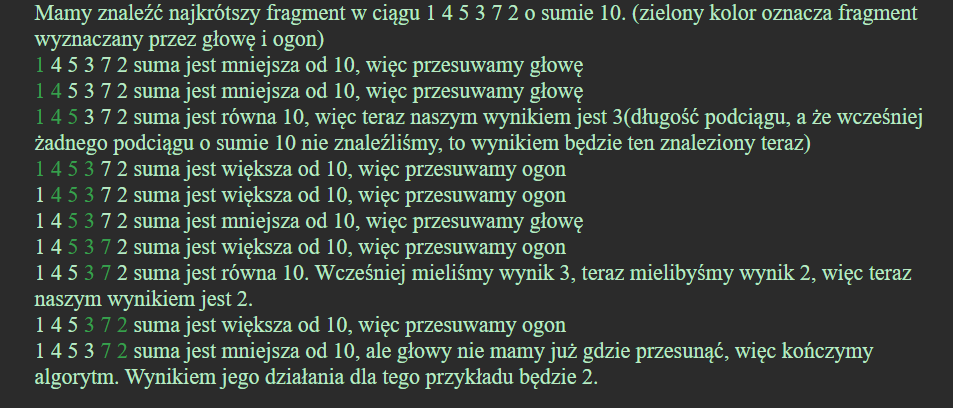 Mamy znaleźć najkrótszy fragment w ciągu 1 4 5 3 7 2 o sumie 10. (zielony kolor oznacza fragment
wyznaczany przez głowę i ogon)
1 4 5 3 7 2 suma jest mniejsza od 10, więc przesuwamy głowę
1 4 5 3 7 2 suma jest mniejsza od 10, więc przesuwamy głowę
1 4 5 3 7 2 suma jest równa 10, więc teraz naszym wynikiem jest 3(długość podciągu, a że wcześniej
żadnego podciągu o sumie 10 nie znaleźliśmy, to wynikiem będzie ten znaleziony teraz)
1 4 5 3 7 2 suma jest większa od 10, więc przesuwamy ogon
1 4 5 3 7 2 suma jest większa od 10, więc przesuwamy ogon
1 4 5 3 7 2 suma jest mniejsza od 10, więc przesuwamy głowę
1 4 5 3 7 2 suma jest większa od 10, więc przesuwamy ogon
1 4 5 3 7 2 suma jest równa 10. Wcześniej mieliśmy wynik 3, teraz mielibyśmy wynik 2, więc teraz
naszym wynikiem jest 2.
1 4 5 3 7 2 suma jest większa od 10, więc przesuwamy ogon
1 4 5 3 7 2 suma jest mniejsza od 10, ale głowy nie mamy już gdzie przesunąć, więc kończymy
algorytm. Wynikiem jego działania dla tego przykładu będzie 2.